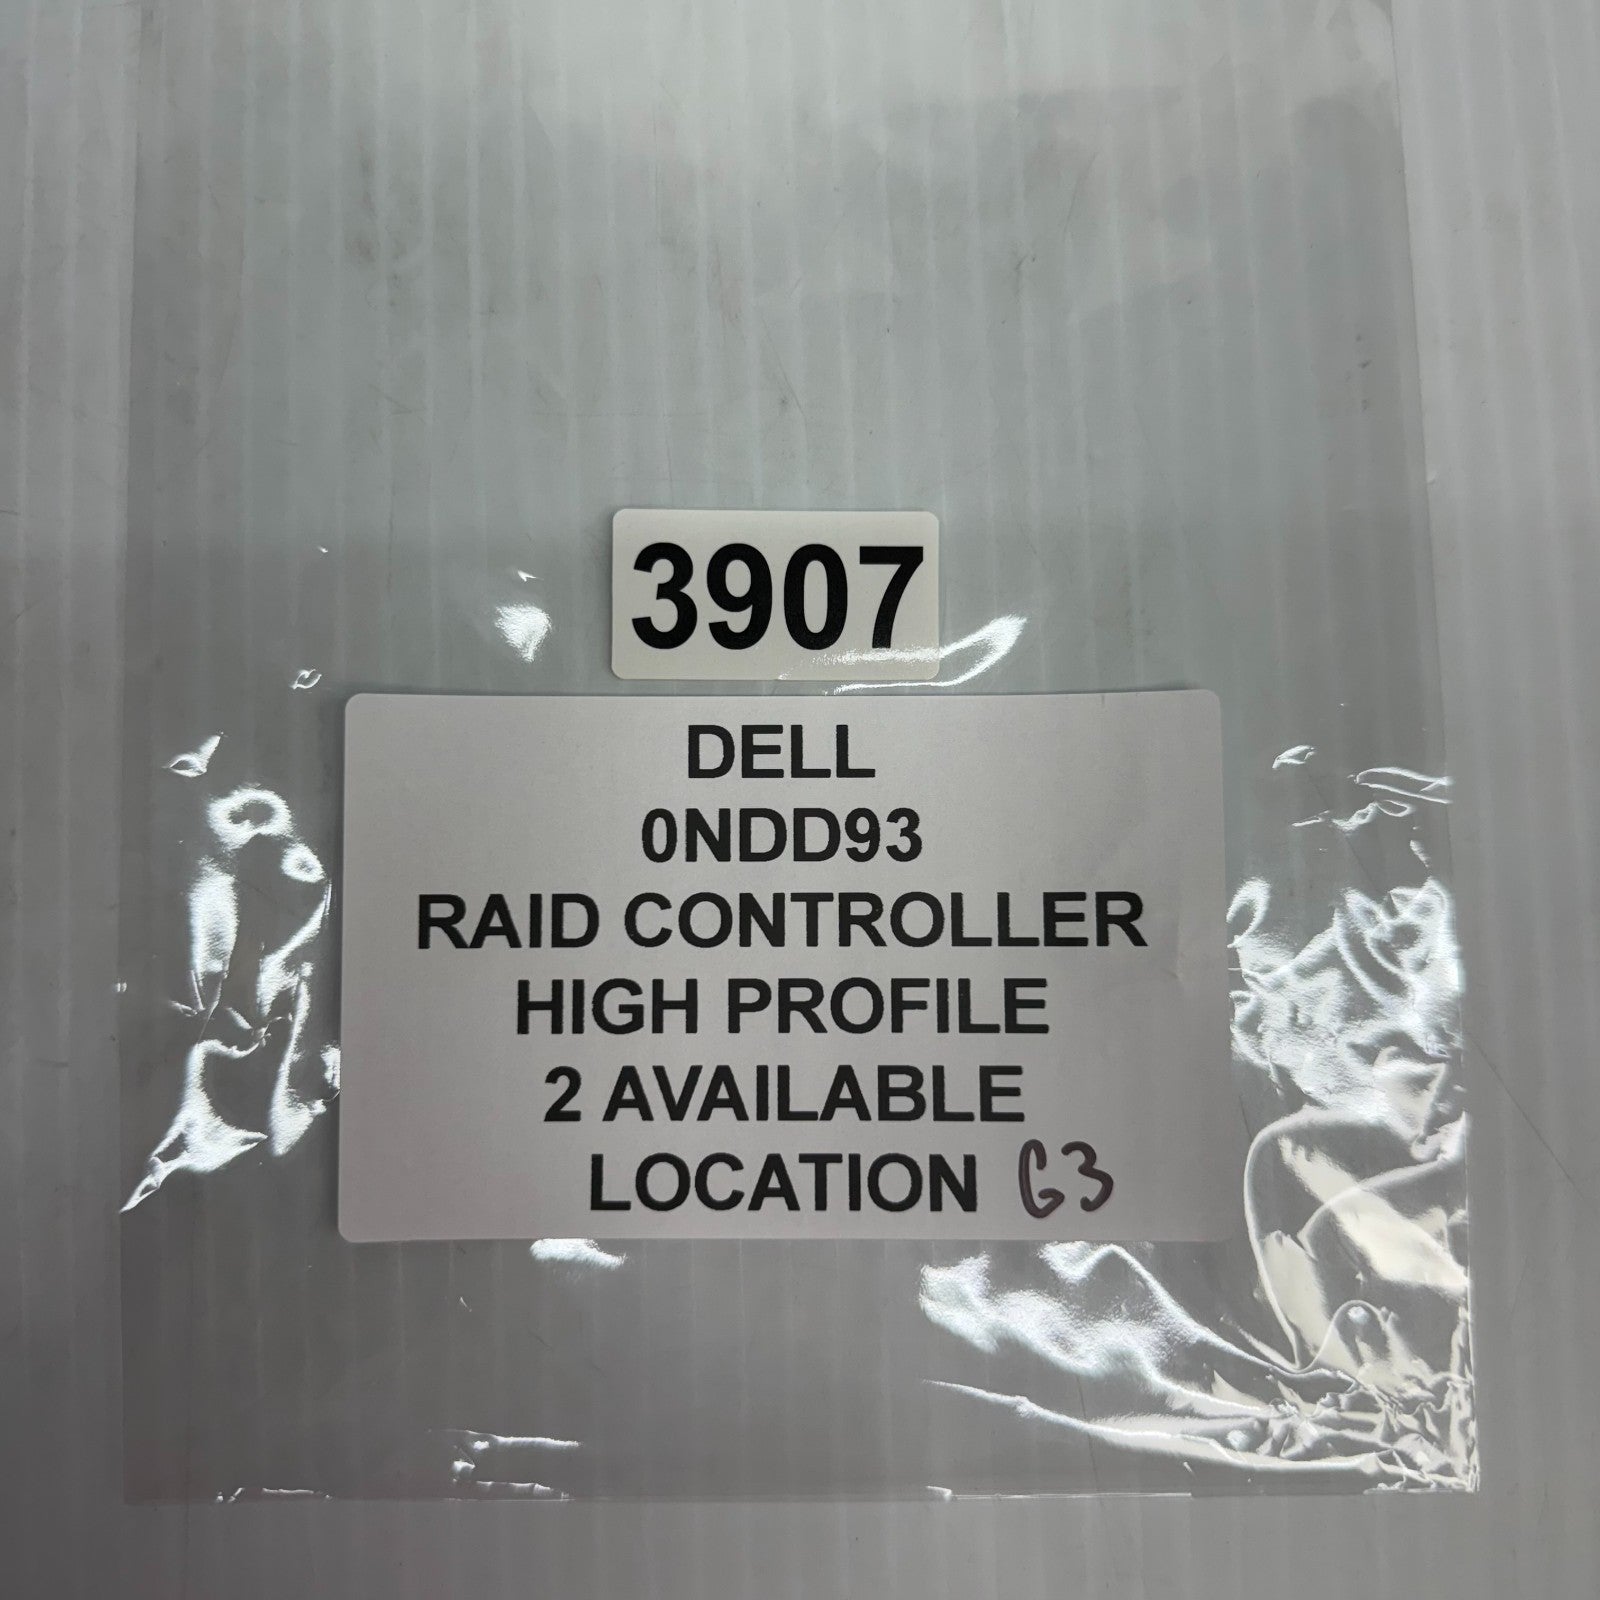 3907
DELL
0NDD93
RAID CONTROLLER
HIGH PROFILE
2 AVAILABLE
LOCATION G3